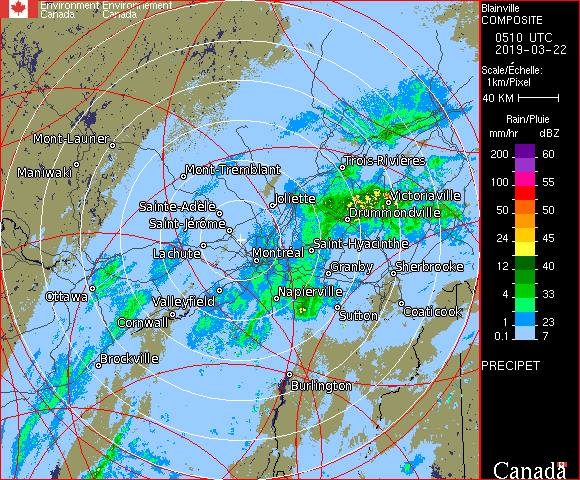 Environment Environnement
Canada Canada
Blainville
COMPOSITE
0510 UTC
2019-03-22
Scale/Échelle:
1km/Pixel
40 KM
Rain/Pluie
mm/hr dBZ
200 60
100 55
50 50
24 45
12 40
4 33
1 23
0.1 7
PRECIPET
Canada
Mont-Laurier
Maniwaki
Mont-Tremblant
Trois-Rivières
Sainte-Adele
Joliette
Victoriaville
Drummondville
Saint-Jérôme
Lachute
Montréal
Saint-Hyacinthe
Granby
Sherbrooke
Ottawa
Valleyfield
Napierville
Cornwall
Sutton
Coaticook
Brockville
Burlington